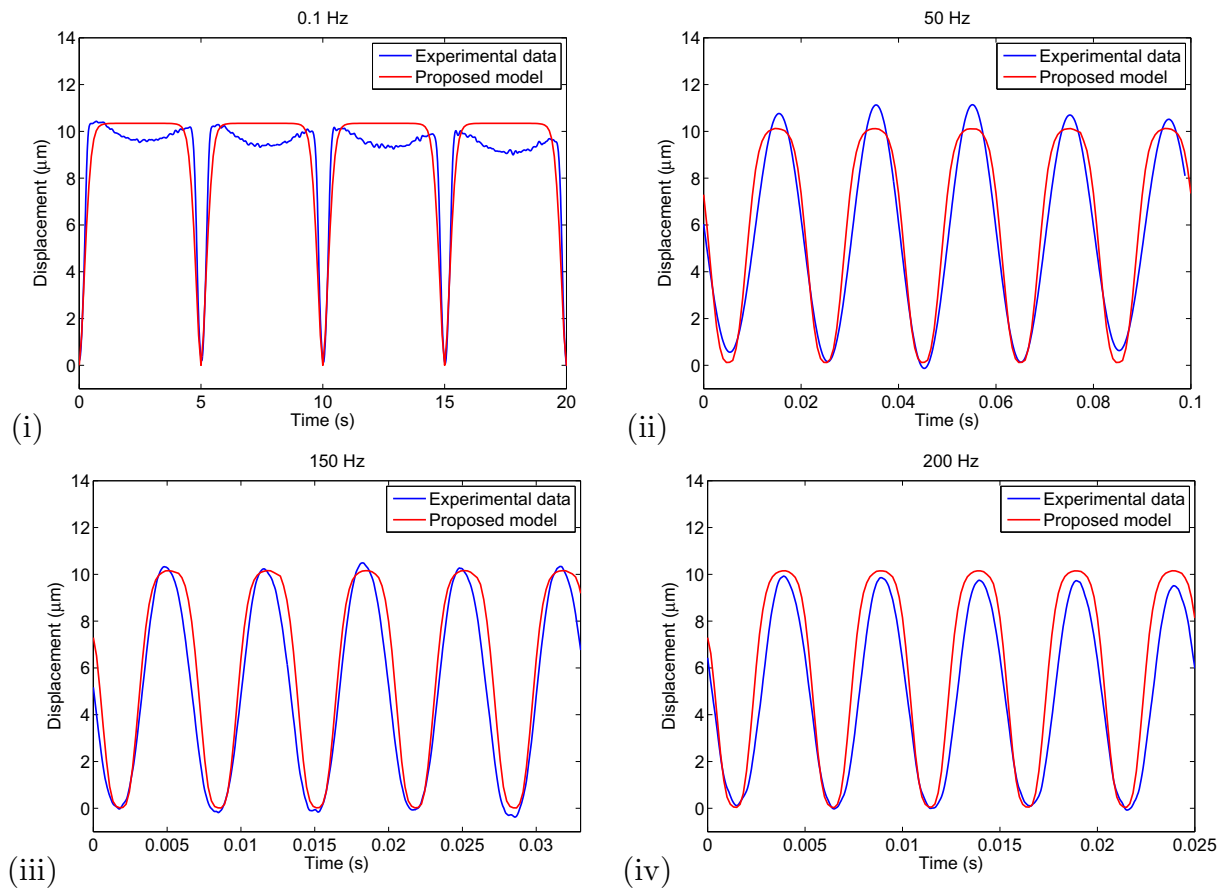 0.1 Hz
14
12
10
8
6
4
2
0
Displacement (μm)
Experimental data
Proposed model
0 5 10 15 20
Time (s)
(i)
50 Hz
14
12
10
8
6
4
2
0
Displacement (μm)
Experimental data
Proposed model
0 0.02 0.04 0.06 0.08 0.1
Time (s)
(ii)
150 Hz
14
12
10
8
6
4
2
0
Displacement (μm)
Experimental data
Proposed model
0 0.005 0.01 0.015 0.02 0.025 0.03
Time (s)
(iii)
200 Hz
14
12
10
8
6
4
2
0
Displacement (μm)
Experimental data
Proposed model
0 0.005 0.01 0.015 0.02 0.025
Time (s)
(iv)